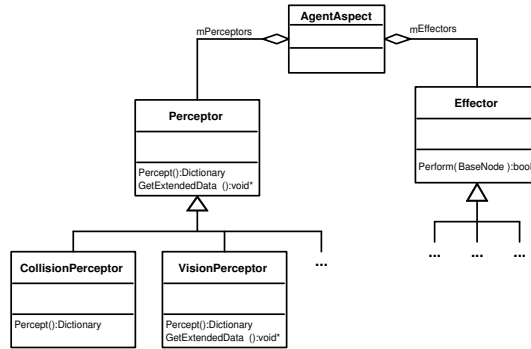 AgentAspect
mPerceptors
mEffectors
Perceptor
Percept():Dictionary
GetExtendedData ():void*
Effector
Perform( BaseNode ):bool
CollisionPerceptor
Percept():Dictionary
VisionPerceptor
Percept():Dictionary
GetExtendedData ():void*
...
...
...
...